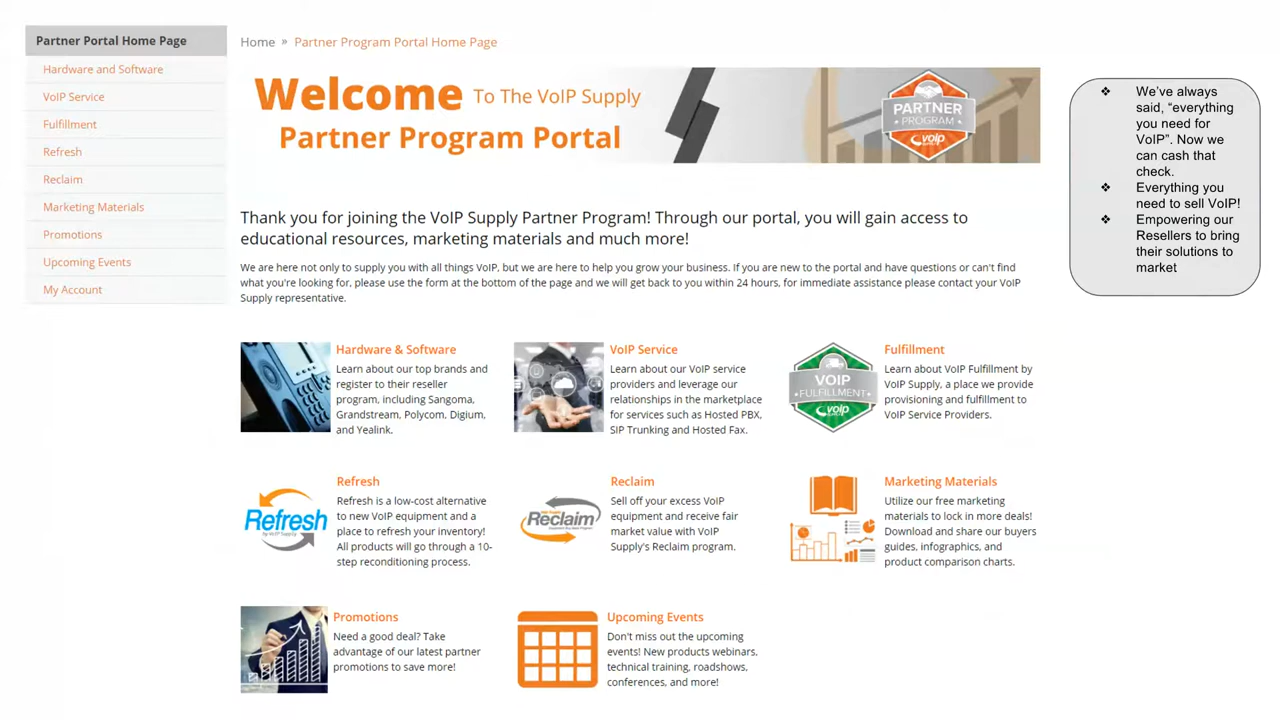 Partner Portal Home Page
Hardware and Software
VoIP Service
Fulfillment
Refresh
Reclaim
Marketing Materials
Promotions
Upcoming Events
My Account
Home » Partner Program Portal Home Page
Welcome To The VoIP Supply
Partner Program Portal
PARTNER
PROGRAM
voip
Thank you for joining the VoIP Supply Partner Program! Through our portal, you will gain access to
educational resources, marketing materials and much more!
We are here not only to supply you with all things VoIP, but we are here to help you grow your business. If you are new to the portal and have questions or can't find
what you're looking for, please use the form at the bottom of the page and we will get back to you within 24 hours, for immediate assistance please contact your VoIP
Supply representative.
Hardware & Software
Learn about our top brands and
register to their reseller
program, including Sangoma,
Grandstream, Polycom, Digium,
and Yealink.
VoIP Service
Learn about our VoIP service
providers and leverage our
relationships in the marketplace
for services such as Hosted PBX,
SIP Trunking and Hosted Fax.
VOIP
FULFILLMENT
voip
Fulfillment
Learn about VoIP Fulfillment by
VoIP Supply, a place we provide
provisioning and fulfillment to
VoIP Service Providers.
Refresh
by VoIP Supply
Refresh
Refresh is a low-cost alternative
to new VoIP equipment and a
place to refresh your inventory!
All products will go through a 10-
step reconditioning process.
Reclaim
Reclaim
Sell off your excess VoIP
equipment and receive fair
market value with VoIP
Supply's Reclaim program.
Marketing Materials
Utilize our free marketing
materials to lock in more deals!
Download and share our buyers
guides, infographics, and
product comparison charts.
Promotions
Need a good deal? Take
advantage of our latest partner
promotions to save more!
Upcoming Events
Don't miss out the upcoming
events! New products webinars,
technical training, roadshows,
conferences, and more!
❖ We've always
said, “everything
you need for
VoIP”. Now we
can cash that
check.
❖ Everything you
need to sell VoIP!
❖ Empowering our
Resellers to bring
their solutions to
market